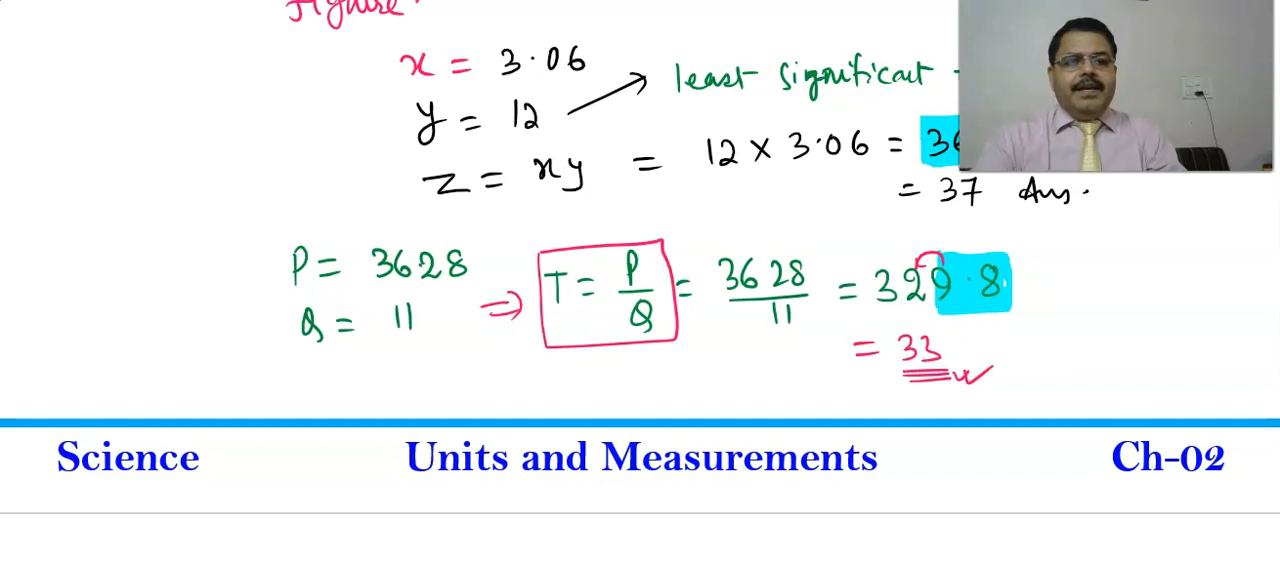 figure
x = 3.06
y = 12 → least significant
z = xy = 12 × 3.06 = 36
= 37 Ans.
P = 3628
Q = 11 ⇒ T = P/Q = 3628/11 = 329.8
= 33
Science Units and Measurements Ch-02